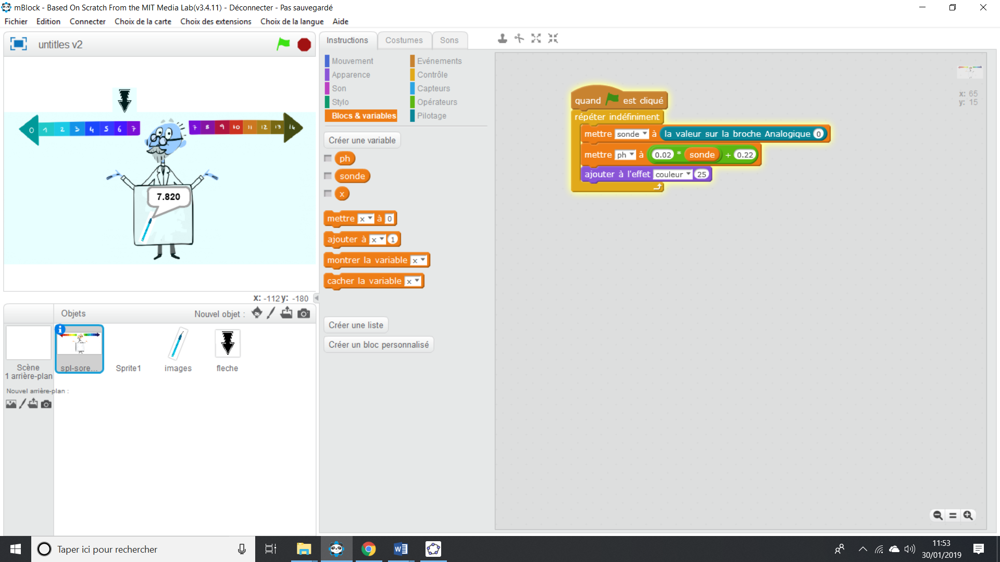 mBlock - Based On Scratch From the MIT Media Lab(v3.4.11) - Déconnecter - Pas sauvegardé
Fichier Edition Connecter Choix de la carte Choix des extensions Choix de la langue Aide
untitles v2
0 1 2 3 4 5 6 7 7 8 9 10 11 12 13 14
7.820
x: -112 y: -180
Objets Nouvel objet :
spl-sore... Sprite1 images fleche
Scène
1 arrière-plan
Nouvel arrière-plan :
Instructions Costumes Sons
Mouvement Evénements
Apparence Contrôle
Son Capteurs
Stylo Opérateurs
Blocs & variables Pilotage
Créer une variable
ph
sonde
x
mettre x à 0
ajouter à x 1
montrer la variable x
cacher la variable x
Créer une liste
Créer un bloc personnalisé
quand est cliqué
répéter indéfiniment
mettre sonde à la valeur sur la broche Analogique 0
mettre ph à 0.02 * sonde + 0.22
ajouter à l'effet couleur 25
x: 65
y: 15
Taper ici pour rechercher
11:53
30/01/2019